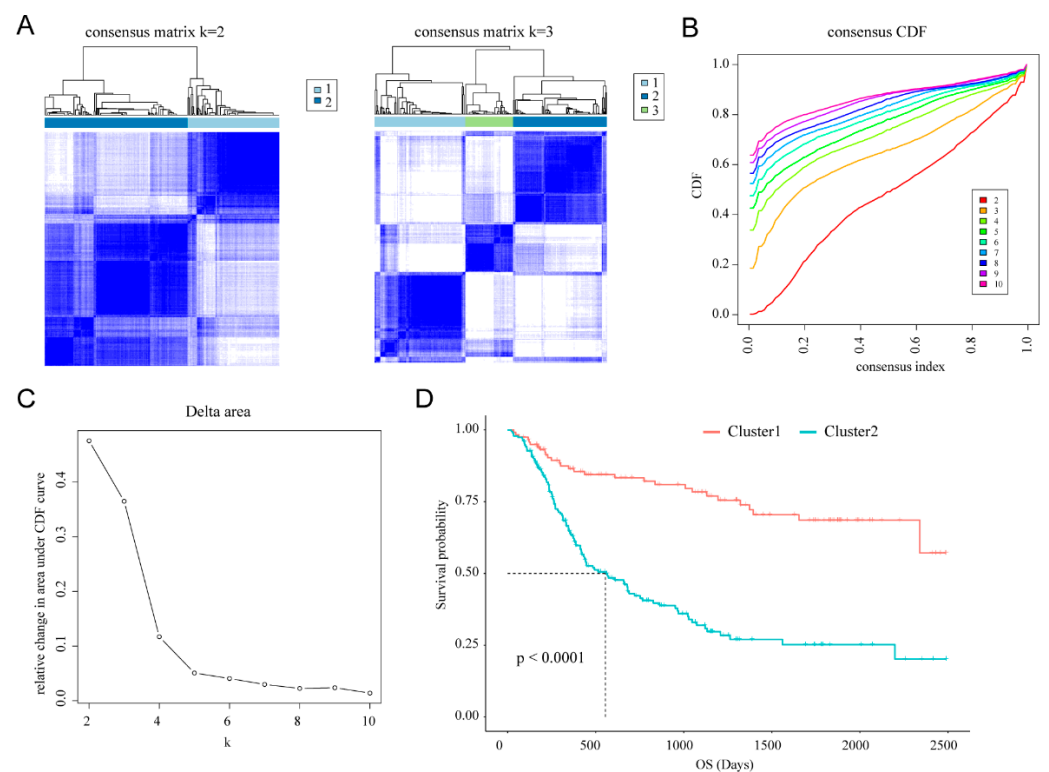 A
consensus matrix k=2
1
2
consensus matrix k=3
1
2
3
B
consensus CDF
CDF
1.0
0.8
0.6
0.4
0.2
0.0
2
3
4
5
6
7
8
9
10
0.0 0.2 0.4 0.6 0.8 1.0
consensus index
C
Delta area
relative change in area under CDF curve
0.4
0.3
0.2
0.1
0.0
2 4 6 8 10
k
D
Cluster1 Cluster2
Survival probability
1.00
0.75
0.50
0.25
0.00
p < 0.0001
0 500 1000 1500 2000 2500
OS (Days)